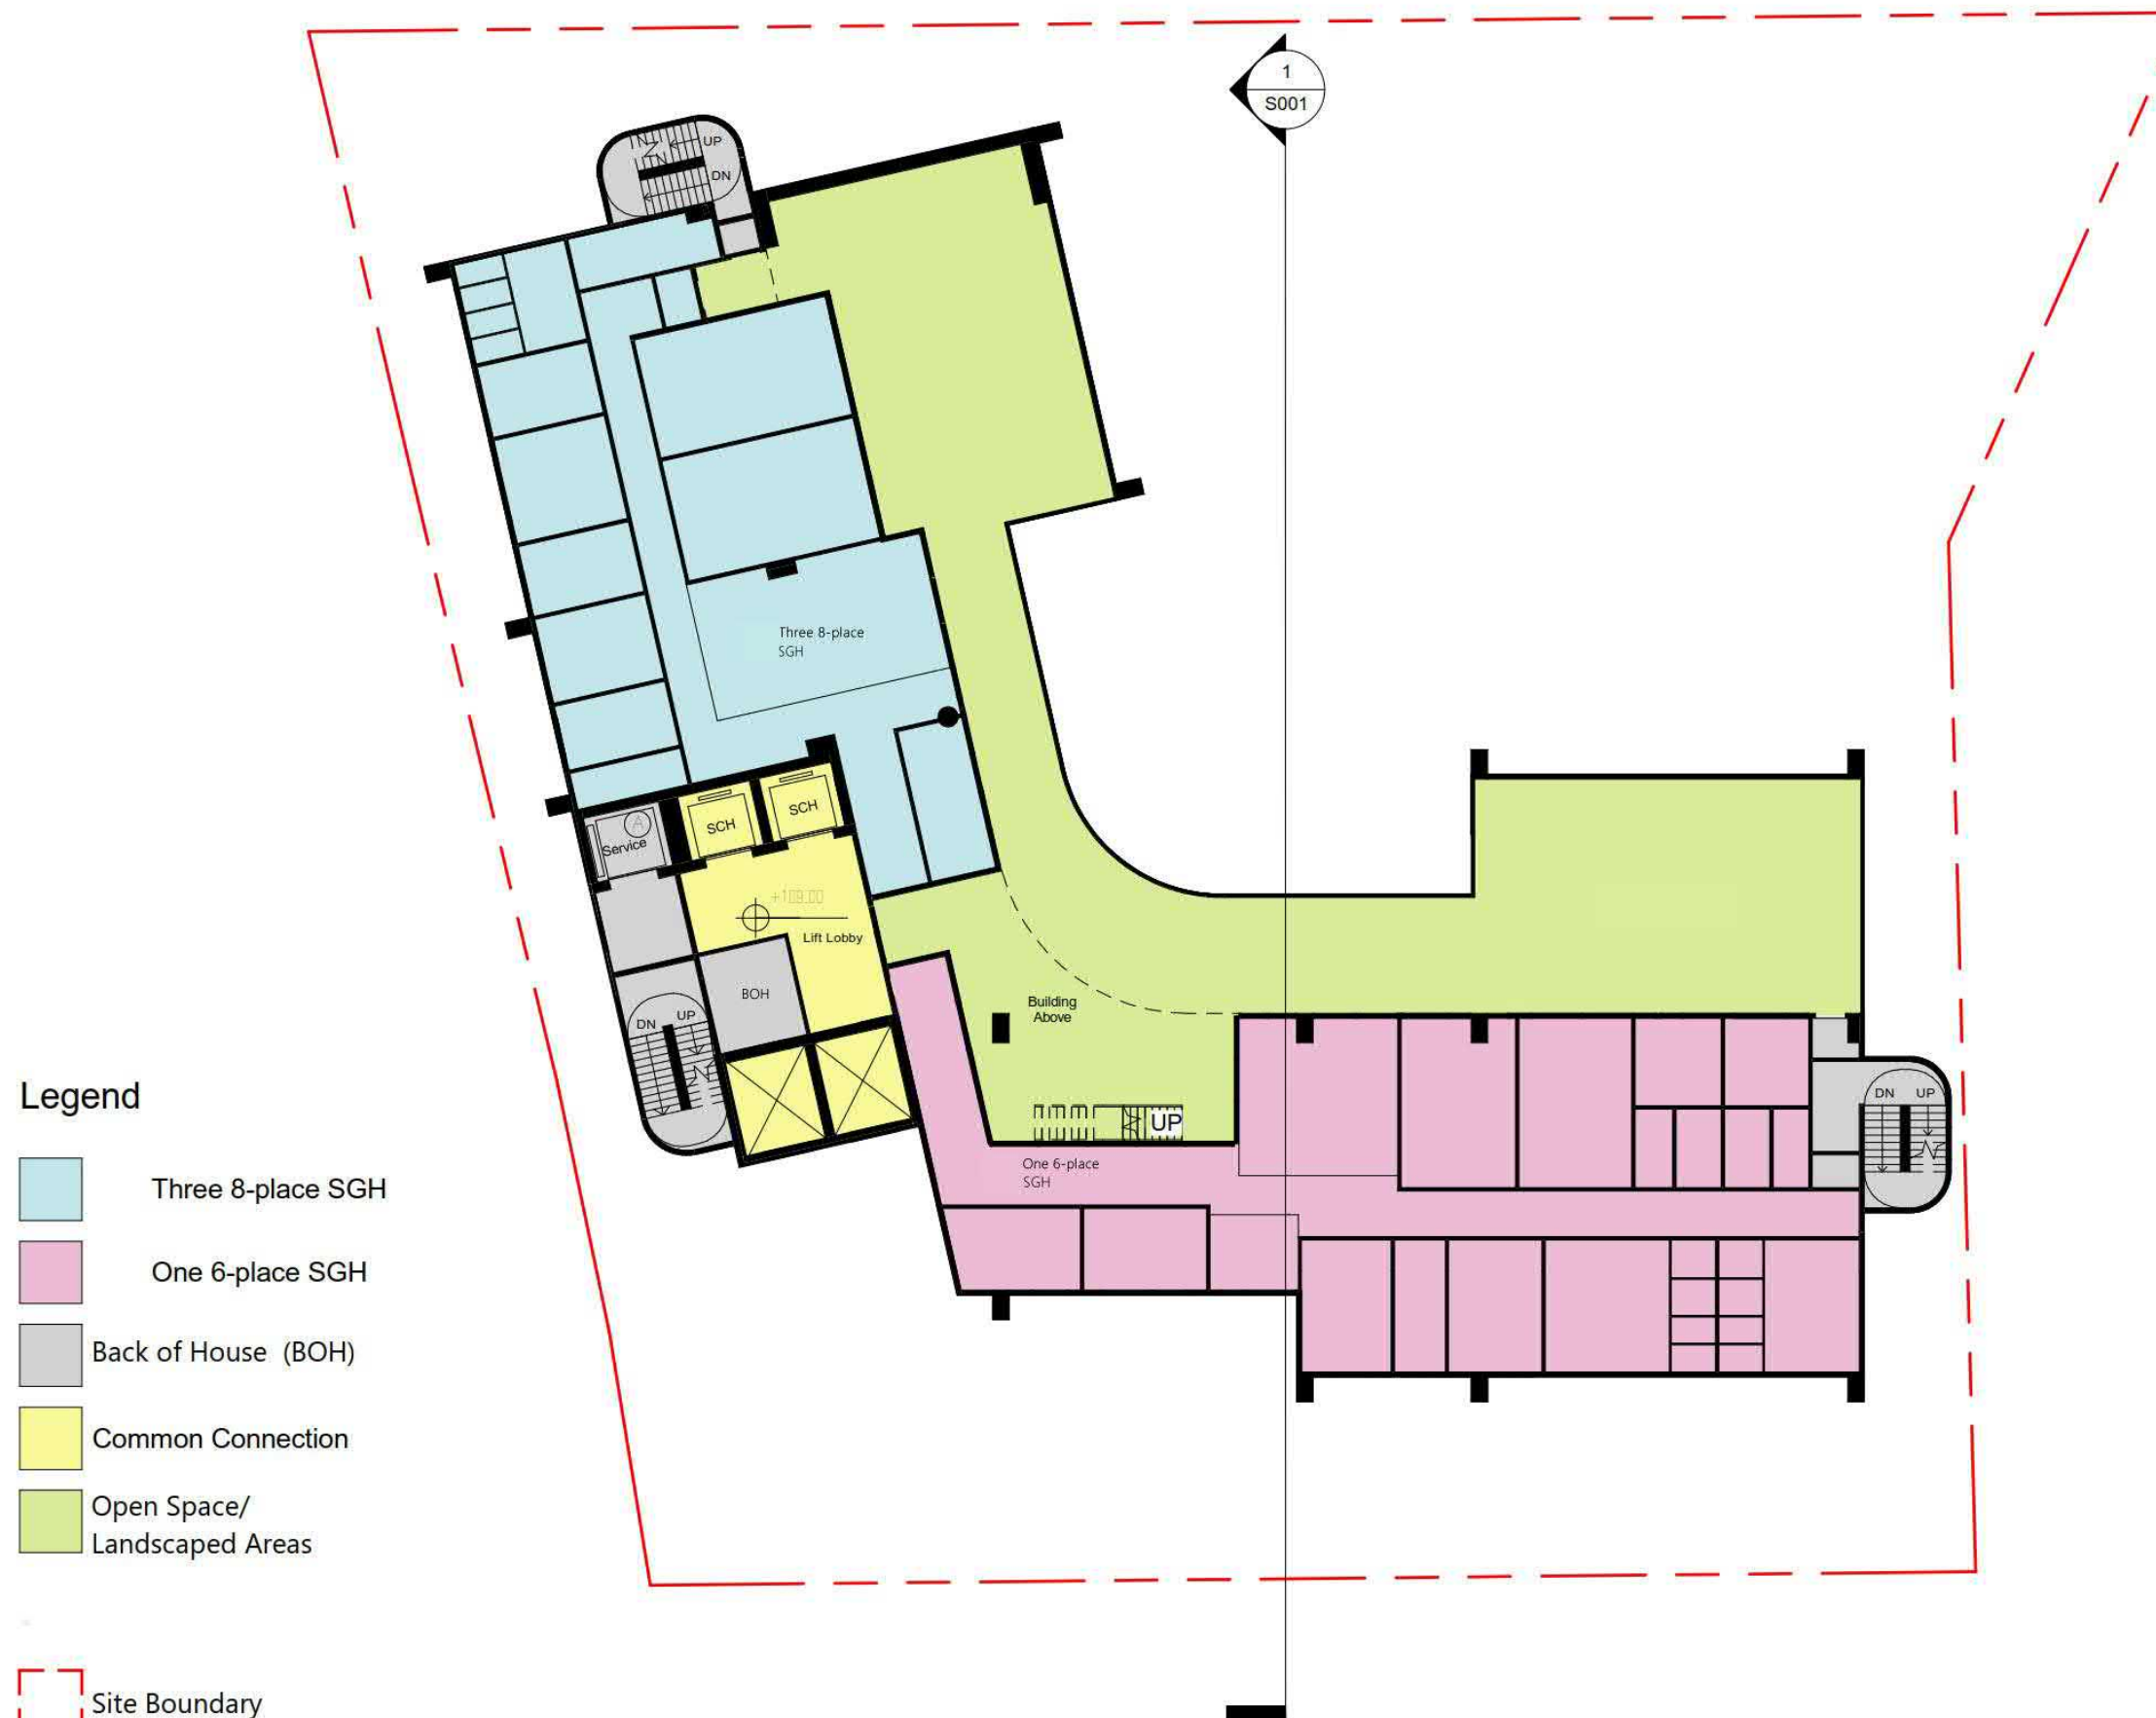 1
S001
UP
DN
Three 8-place
SGH
SCH
SCH
A
Service
+109.00
Lift Lobby
BOH
Building
Above
DN UP
DN UP
UP
One 6-place
SGH
Legend
Three 8-place SGH
One 6-place SGH
Back of House (BOH)
Common Connection
Open Space/
Landscaped Areas
Site Boundary